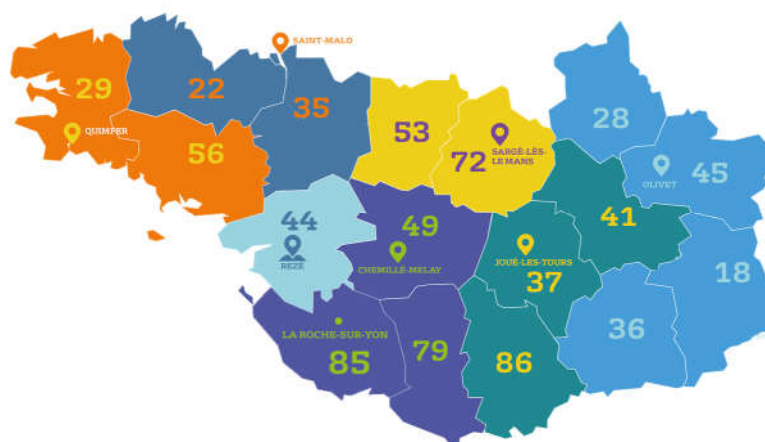 SAINT-MALO
29
22
28
35
QUIMPER
53
72
SARGÉ-LÈS-
LE MANS
56
OLIVET
45
44
49
41
REZÉ
CHEMILLÉ-MELAY
JOUÉ-LES-TOURS
37
18
36
LA ROCHE-SUR-YON
79
85
86